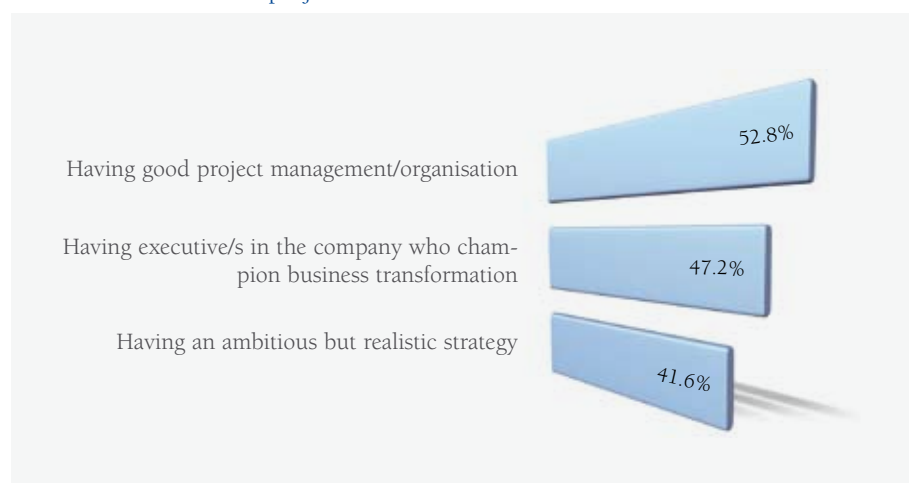 Having good project management/organisation
52.8%
Having executive/s in the company who cham-
pion business transformation
47.2%
Having an ambitious but realistic strategy
41.6%